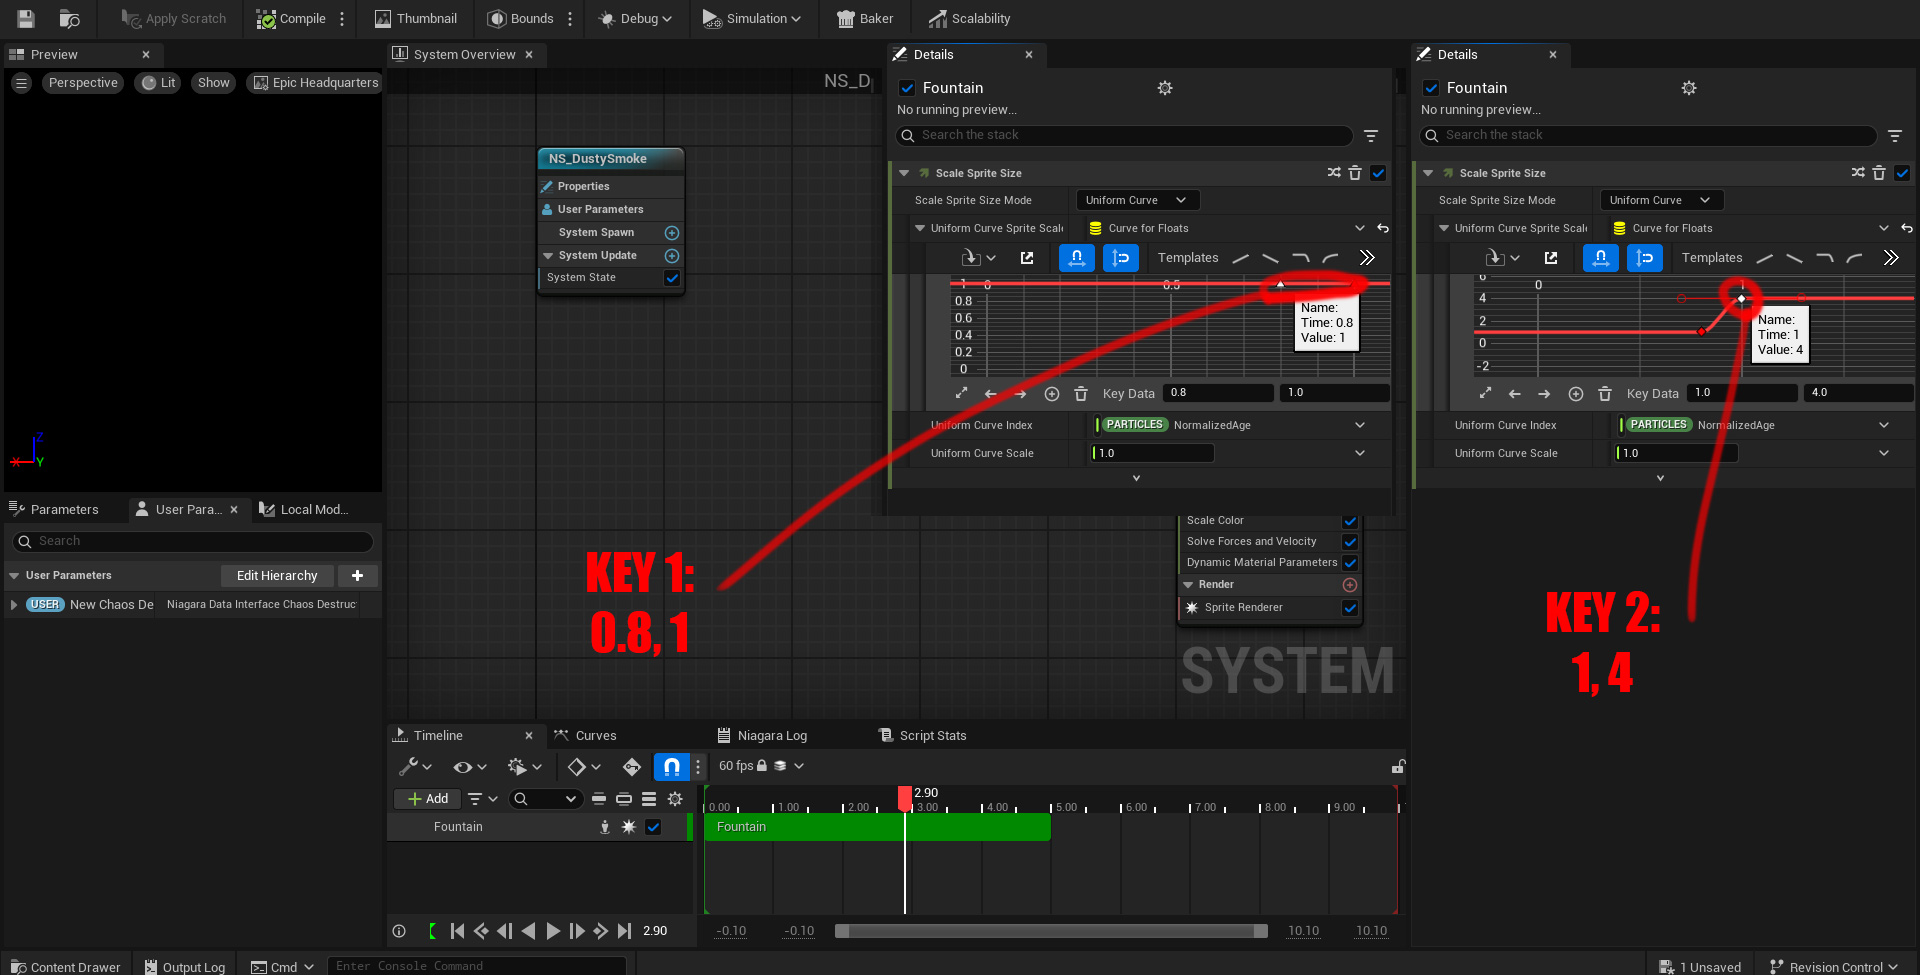 Apply Scratch
Compile
Thumbnail
Bounds
Debug
Simulation
Baker
Scalability
Preview
System Overview
Details
Details
Perspective
Lit
Show
Epic Headquarters
NS_D
Fountain
No running preview...
Search the stack
Scale Sprite Size
Scale Sprite Size Mode
Uniform Curve
Uniform Curve Sprite Scale
Curve for Floats
Templates
1
0
0.5
0.8
0.6
0.4
0.2
0
Name:
Time: 0.8
Value: 1
Key Data
0.8
1.0
Uniform Curve Index
PARTICLES
NormalizedAge
Uniform Curve Scale
1.0
Fountain
No running preview...
Search the stack
Scale Sprite Size
Scale Sprite Size Mode
Uniform Curve
Uniform Curve Sprite Scale
Curve for Floats
Templates
6
0
1
4
2
0
-2
Name:
Time: 1
Value: 4
Key Data
1.0
4.0
Uniform Curve Index
PARTICLES
NormalizedAge
Uniform Curve Scale
1.0
NS_DustySmoke
Properties
User Parameters
System Spawn
System Update
System State
Z
X
Y
Parameters
User Para...
Local Mod...
Search
User Parameters
Edit Hierarchy
USER
New Chaos De
Niagara Data Interface Chaos Destruc
KEY 1:
0.8, 1
KEY 2:
1, 4
Scale Color
Solve Forces and Velocity
Dynamic Material Parameters
Render
Sprite Renderer
SYSTEM
Timeline
Curves
Niagara Log
Script Stats
60 fps
Add
2.90
0.00
1.00
2.00
3.00
4.00
5.00
6.00
7.00
8.00
9.00
Fountain
Fountain
2.90
-0.10
-0.10
10.10
10.10
Content Drawer
Output Log
Cmd
Enter Console Command
1 Unsaved
Revision Control